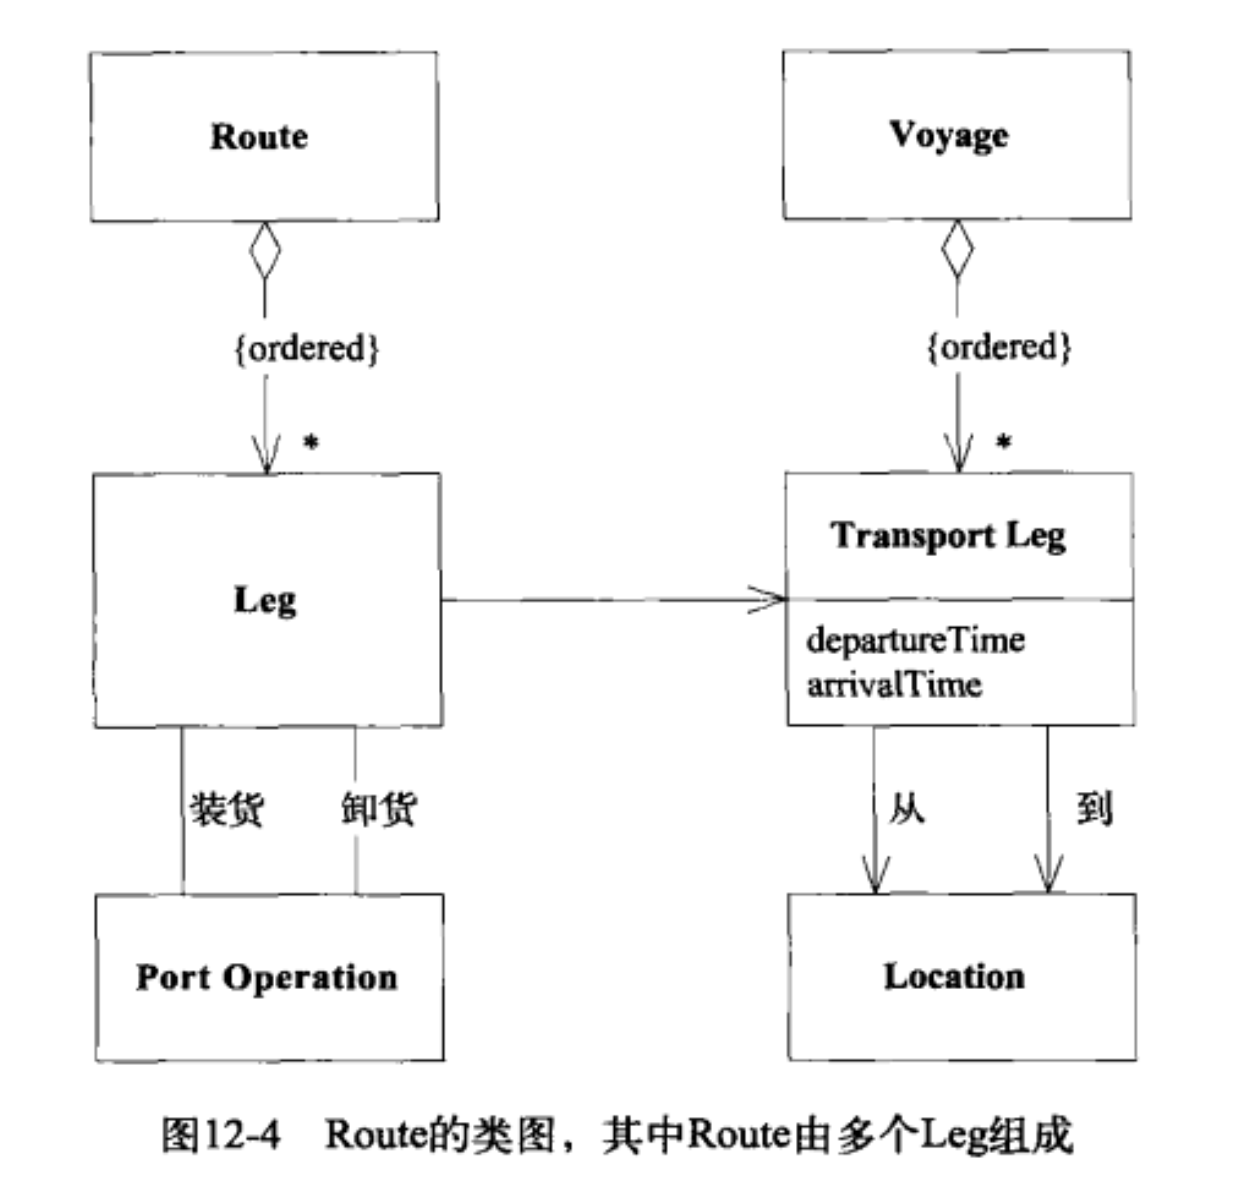 Route
Voyage
{ordered}
{ordered}
*
*
Leg
Transport Leg
departureTime
arrivalTime
装货
卸货
从
到
Port Operation
Location
图12-4 Route的类图，其中Route由多个Leg组成